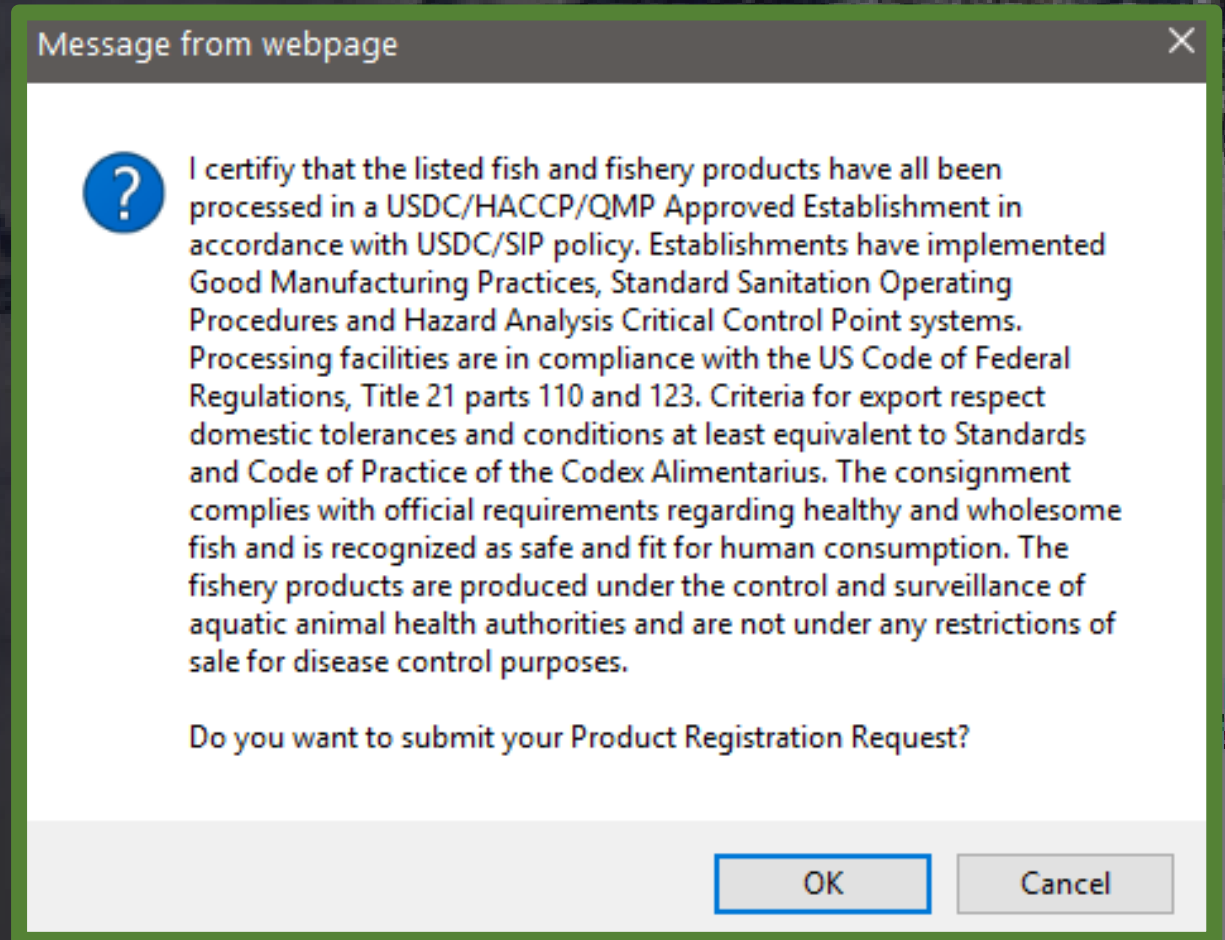 Message from webpage
I certifiy that the listed fish and fishery products have all been
processed in a USDC/HACCP/QMP Approved Establishment in
accordance with USDC/SIP policy. Establishments have implemented
Good Manufacturing Practices, Standard Sanitation Operating
Procedures and Hazard Analysis Critical Control Point systems.
Processing facilities are in compliance with the US Code of Federal
Regulations, Title 21 parts 110 and 123. Criteria for export respect
domestic tolerances and conditions at least equivalent to Standards
and Code of Practice of the Codex Alimentarius. The consignment
complies with official requirements regarding healthy and wholesome
fish and is recognized as safe and fit for human consumption. The
fishery products are produced under the control and surveillance of
aquatic animal health authorities and are not under any restrictions of
sale for disease control purposes.
Do you want to submit your Product Registration Request?
OK Cancel